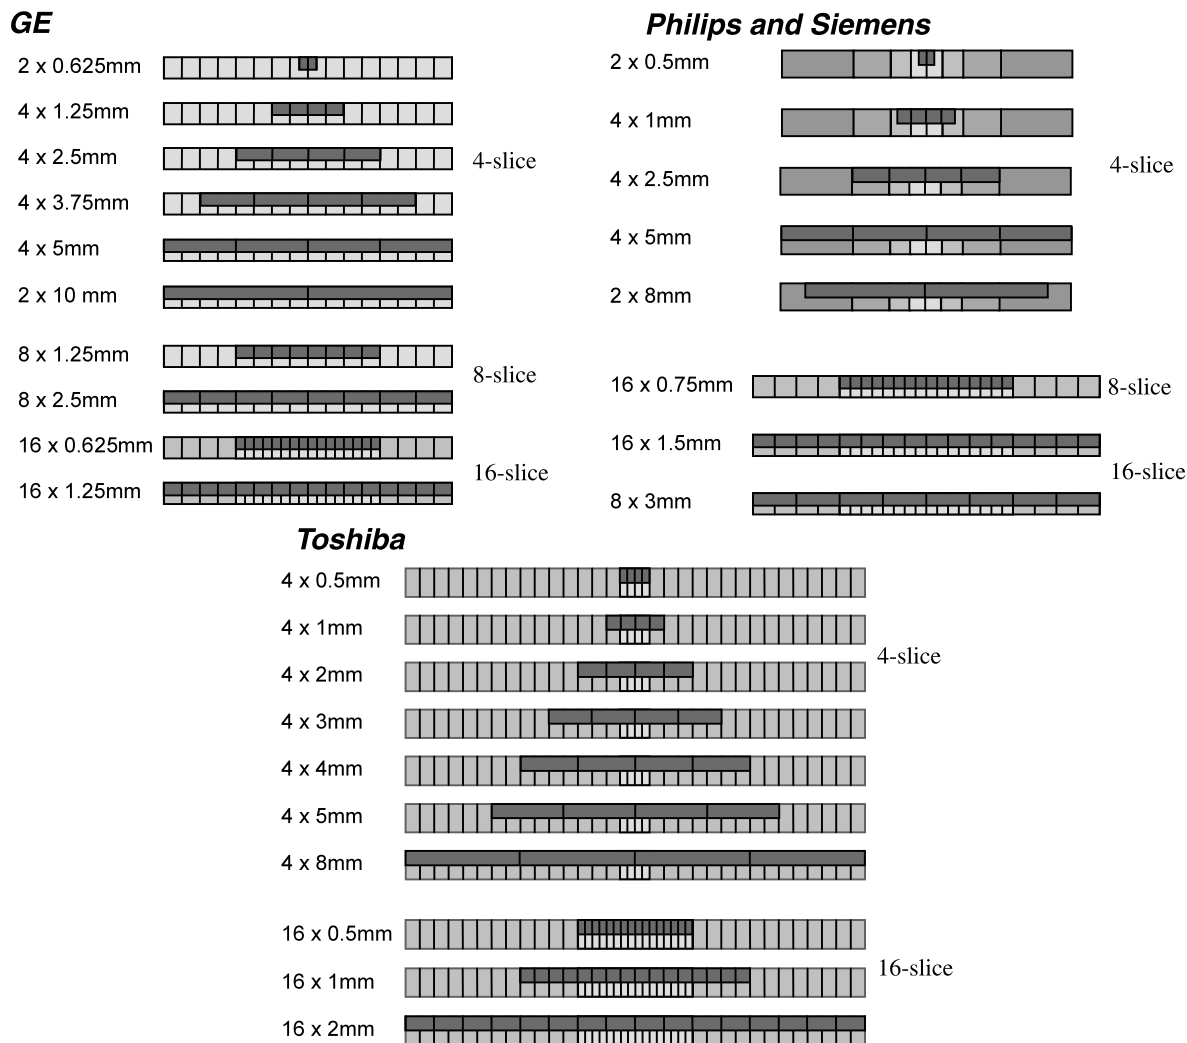 GE
2 x 0.625mm
4 x 1.25mm
4 x 2.5mm
4-slice
4 x 3.75mm
4 x 5mm
2 x 10 mm
8 x 1.25mm
8-slice
8 x 2.5mm
16 x 0.625mm
16-slice
16 x 1.25mm
Philips and Siemens
2 x 0.5mm
4 x 1mm
4-slice
4 x 2.5mm
4 x 5mm
2 x 8mm
16 x 0.75mm
8-slice
16 x 1.5mm
16-slice
8 x 3mm
Toshiba
4 x 0.5mm
4 x 1mm
4-slice
4 x 2mm
4 x 3mm
4 x 4mm
4 x 5mm
4 x 8mm
16 x 0.5mm
16-slice
16 x 1mm
16 x 2mm